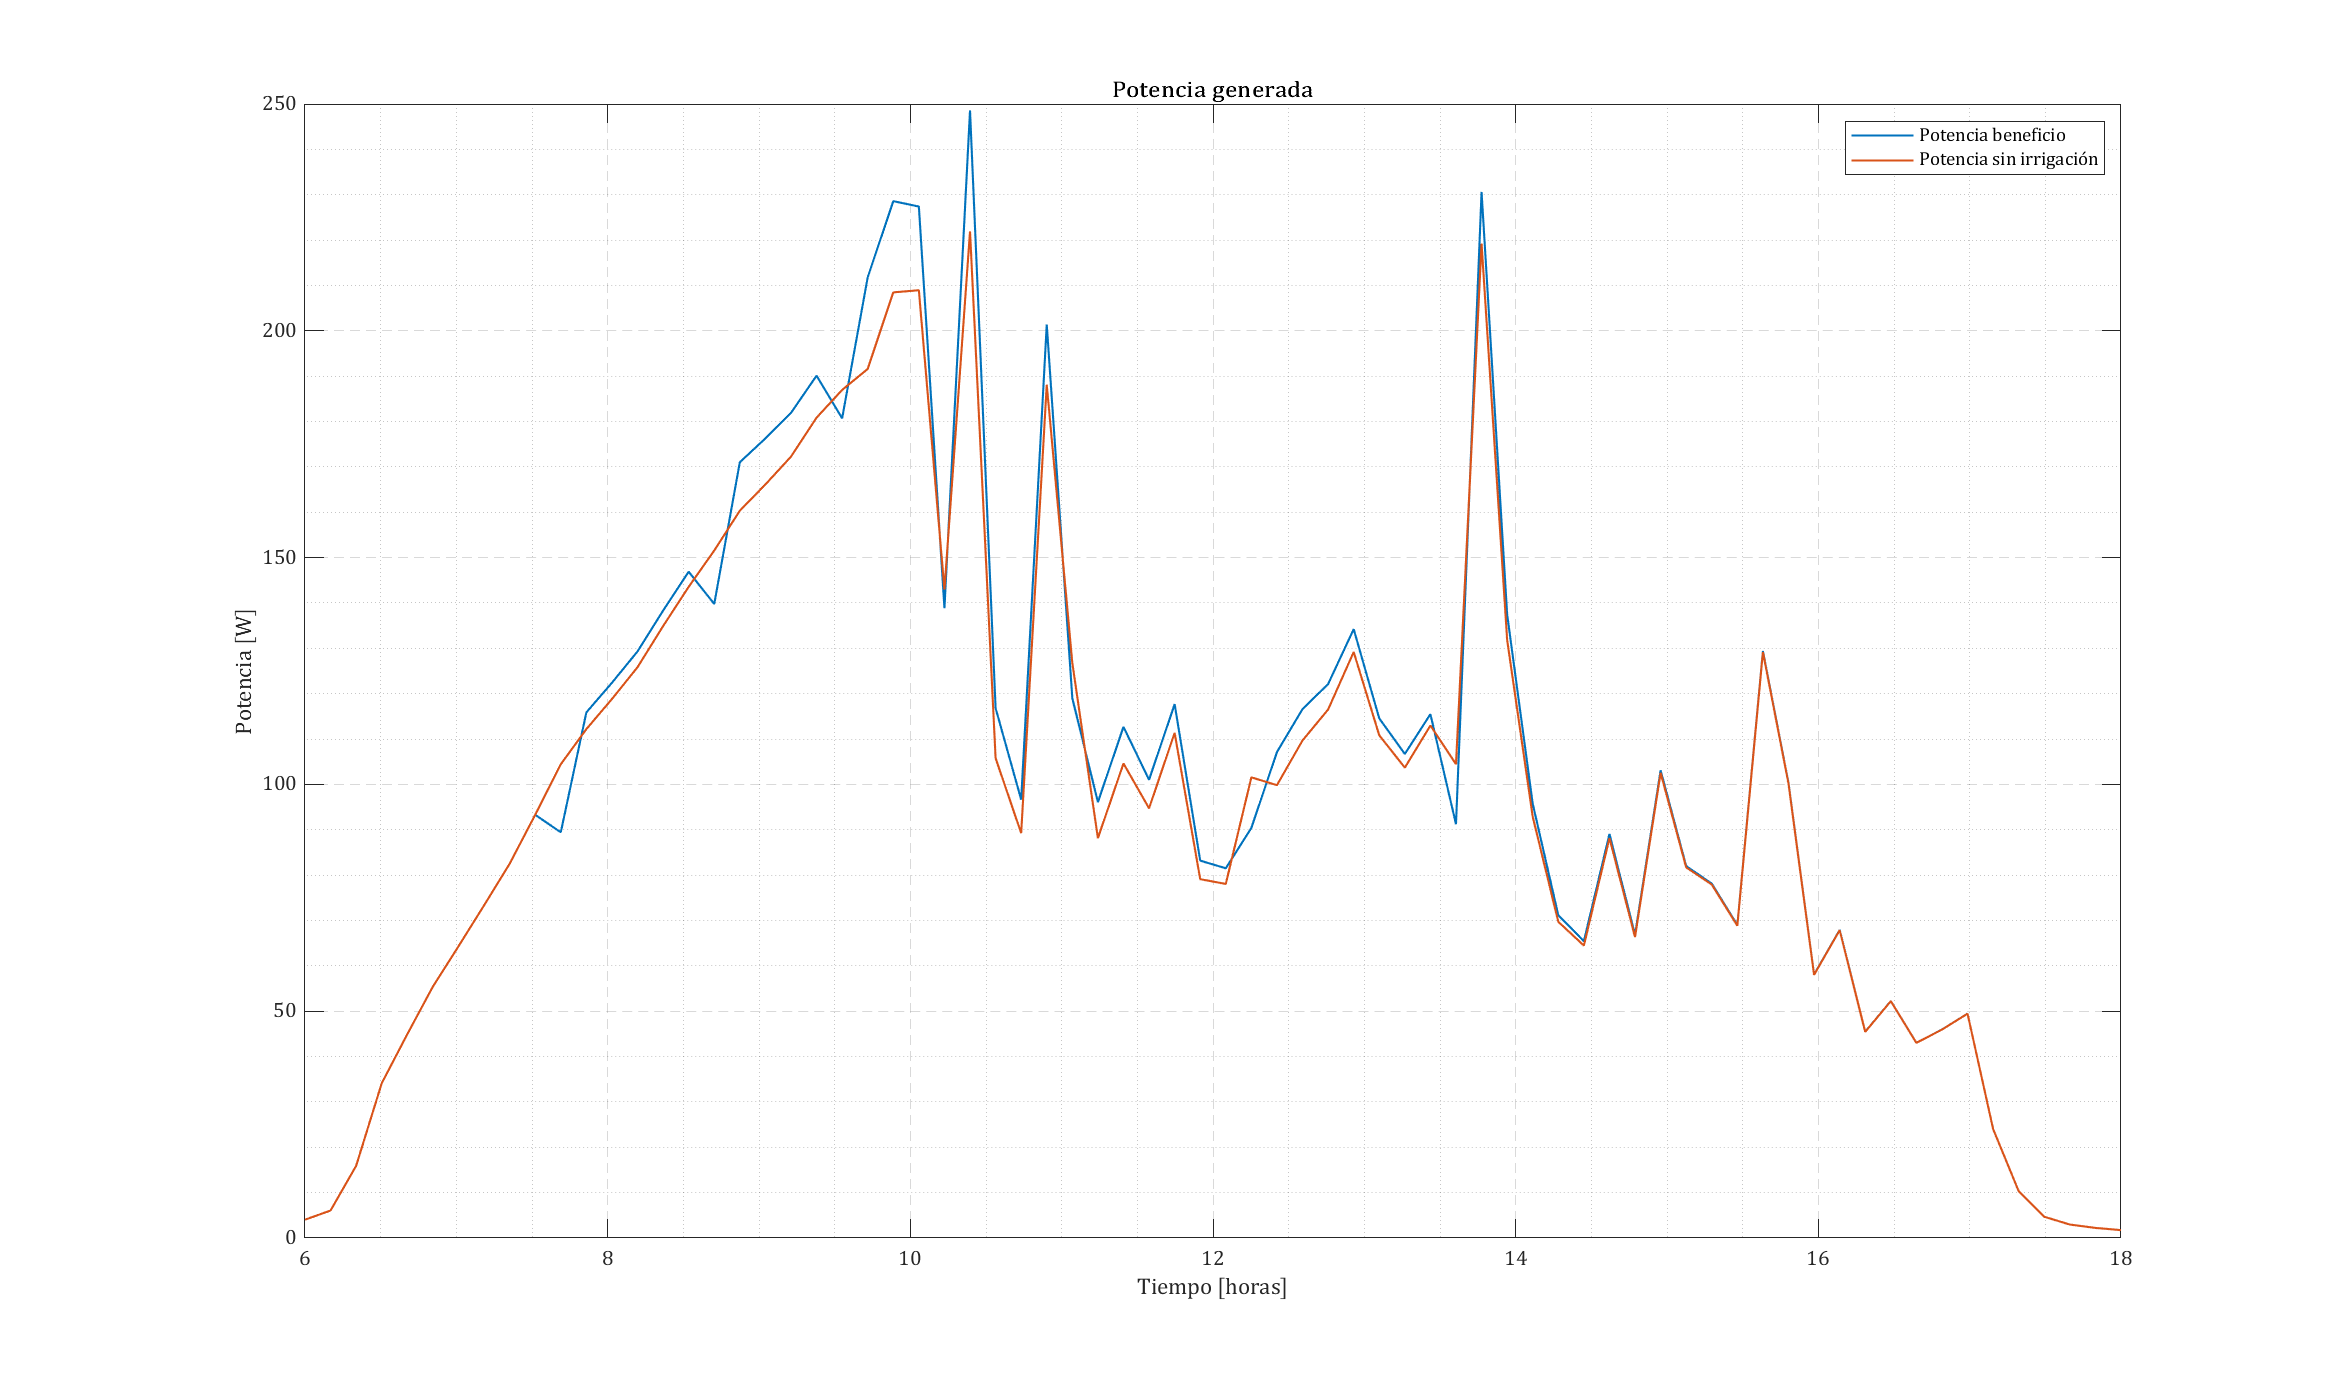 Potencia generada
250
200
150
100
50
0
Potencia [W]
Potencia beneficio
Potencia sin irrigación
6 8 10 12 14 16 18
Tiempo [horas]